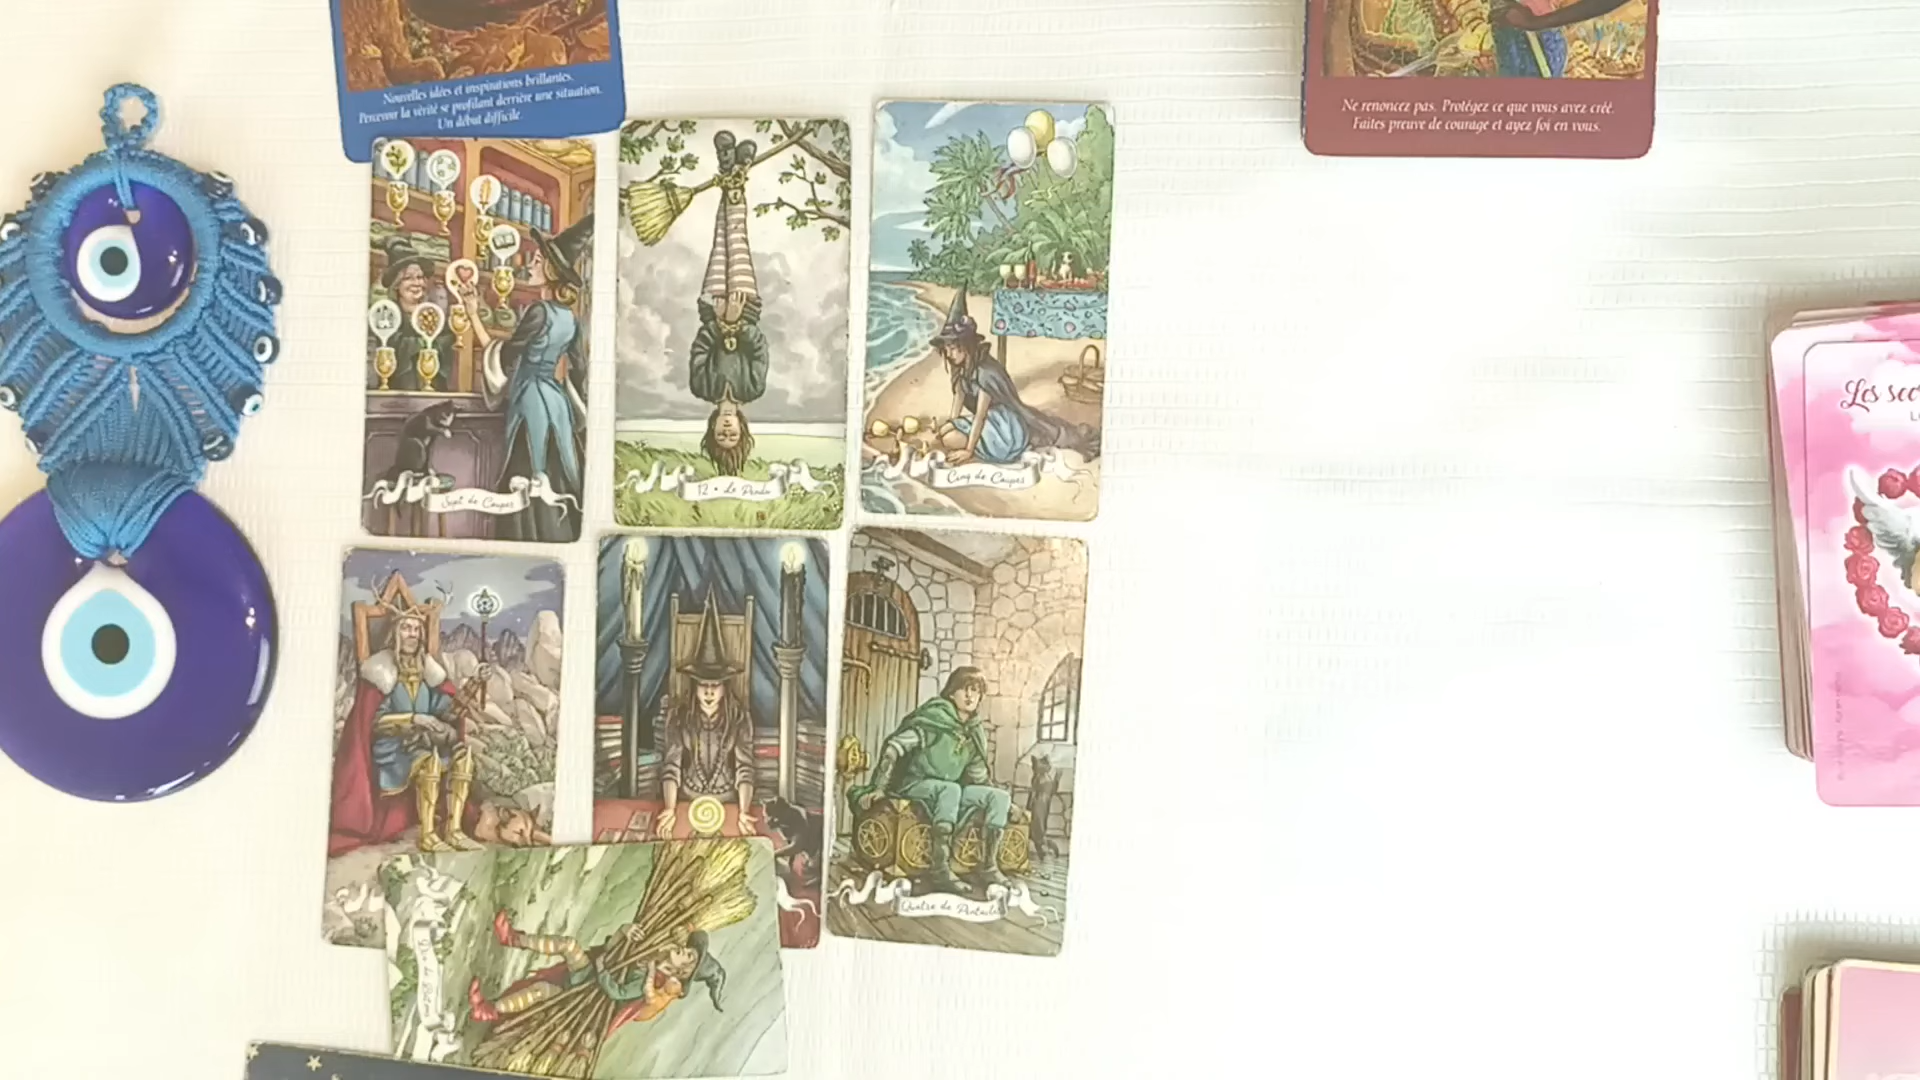 Nouvelles idées et inspirations brillantes.
Percevoir la vérité se profilant derrière une situation.
Un début difficile.
Ne renoncez pas. Protégez ce que vous avez créé.
Faites preuve de courage et ayez foi en vous.
Sept de Coupes
12 • Le Pendu
Cinq de Coupes
Quatre de Pentacles
Les